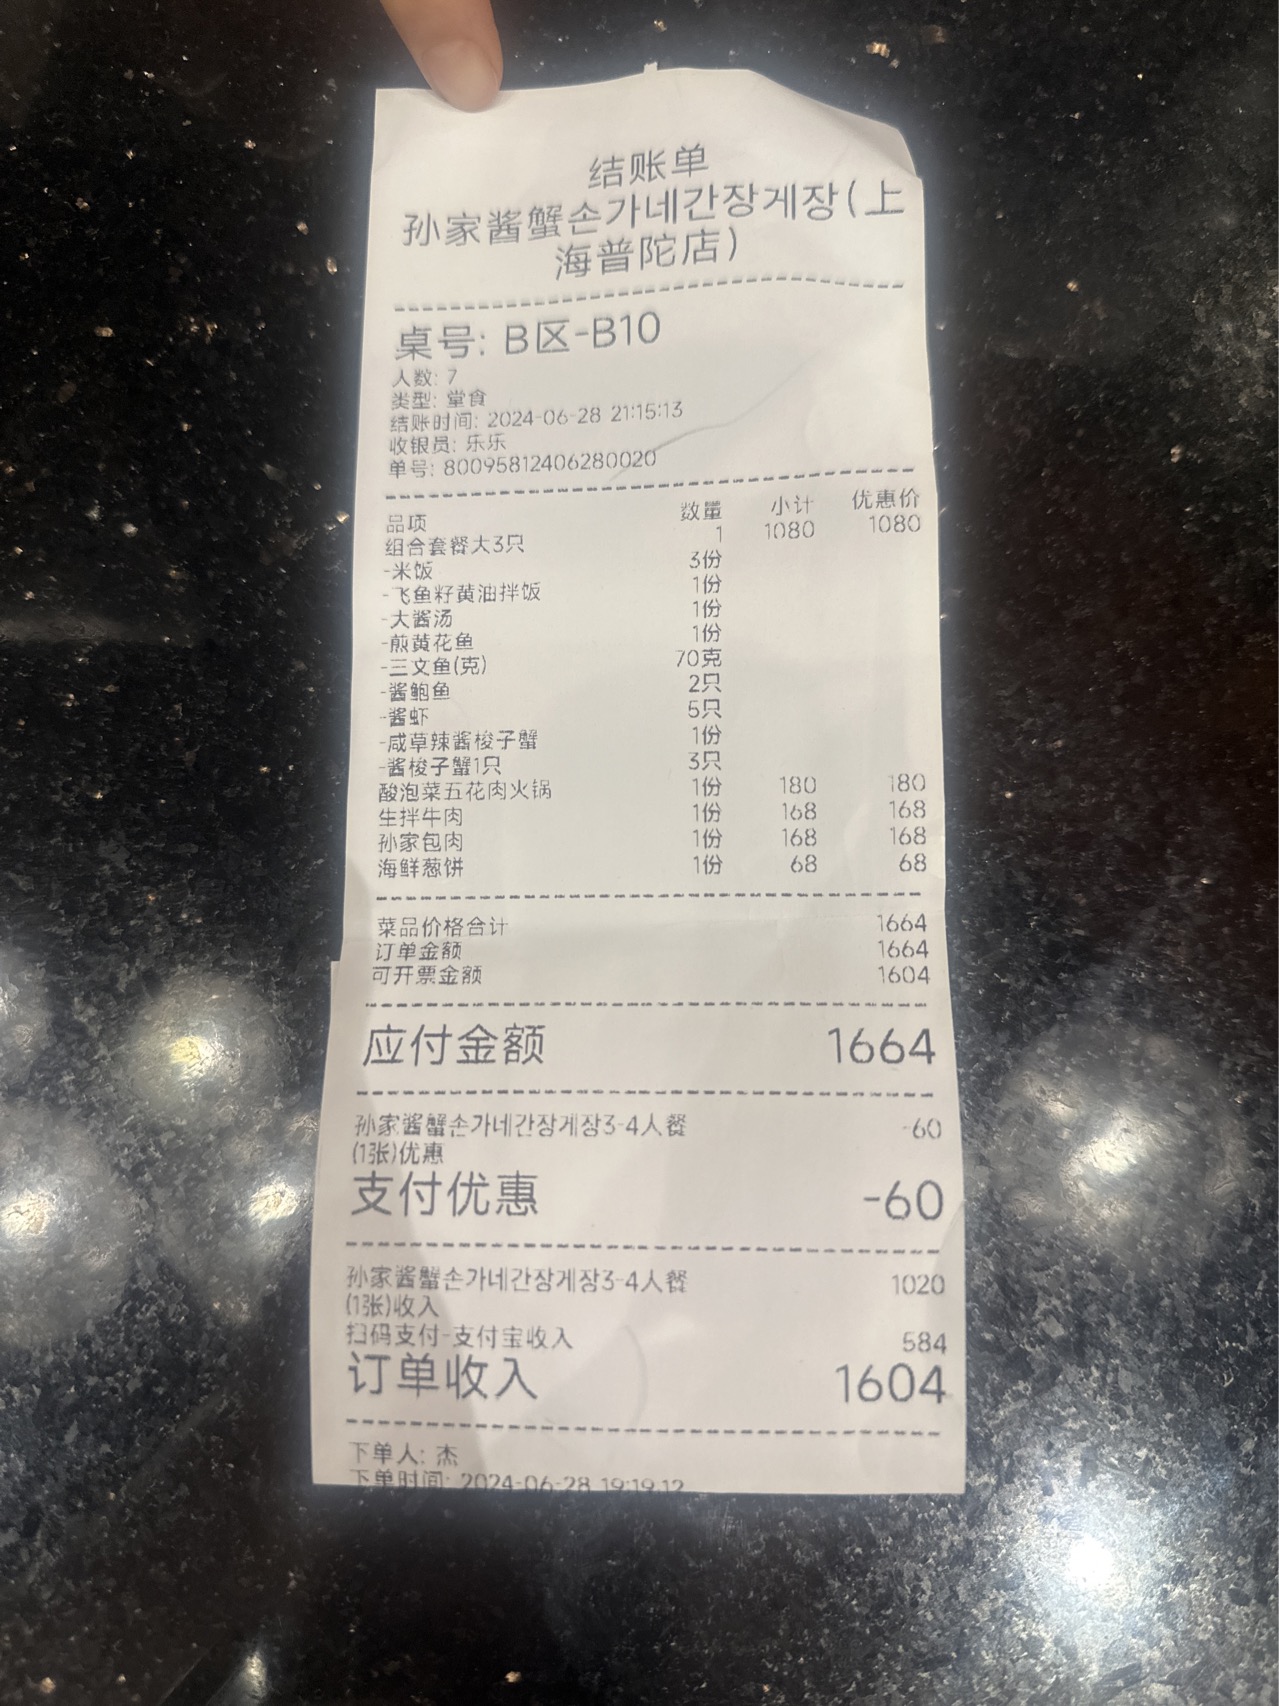 结账单
孙家酱蟹손가네간장게장(上
海普陀店)
桌号: B区-B10
人数: 7
类型: 堂食
结账时间: 2024-06-28 21:15:13
收银员: 乐乐
单号: 80095812406280020
品项 数量 小计 优惠价
组合套餐大3只 1 1080 1080
-米饭 3份
-飞鱼籽黄油拌饭 1份
-大酱汤 1份
-煎黄花鱼 1份
-三文鱼(克) 70克
-酱鲍鱼 2只
-酱虾 5只
-咸草辣酱梭子蟹 1份
-酱梭子蟹1只 3只
酸泡菜五花肉火锅 1份 180 180
生拌牛肉 1份 168 168
孙家包肉 1份 168 168
海鲜葱饼 1份 68 68
菜品价格合计 1664
订单金额 1664
可开票金额 1604
应付金额 1664
孙家酱蟹손가네간장게장3-4人餐 -60
(1张)优惠
支付优惠 -60
孙家酱蟹손가네간장게장3-4人餐 1020
(1张)收入
扫码支付-支付宝收入 584
订单收入 1604
下单人: 杰
下单时间: 2024-06-28 19:19:12